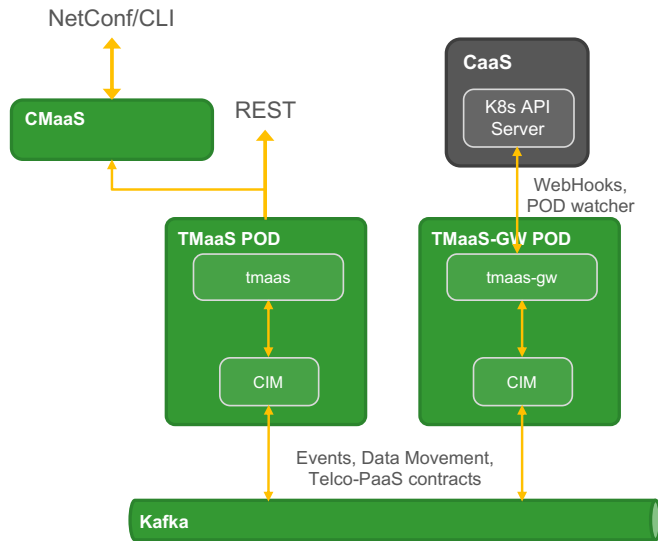 NetConf/CLI
CMaaS
REST
CaaS
K8s API
Server
WebHooks,
POD watcher
TMaaS POD
tmaas
CIM
TMaaS-GW POD
tmaas-gw
CIM
Events, Data Movement,
Telco-PaaS contracts
Kafka